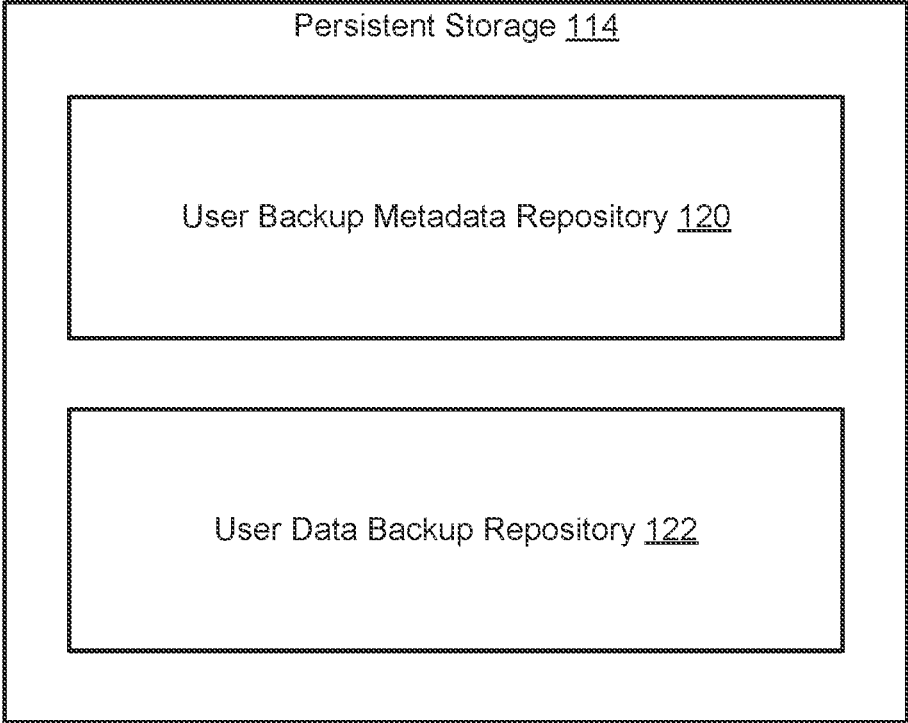 Persistent Storage 114
User Backup Metadata Repository 120
User Data Backup Repository 122